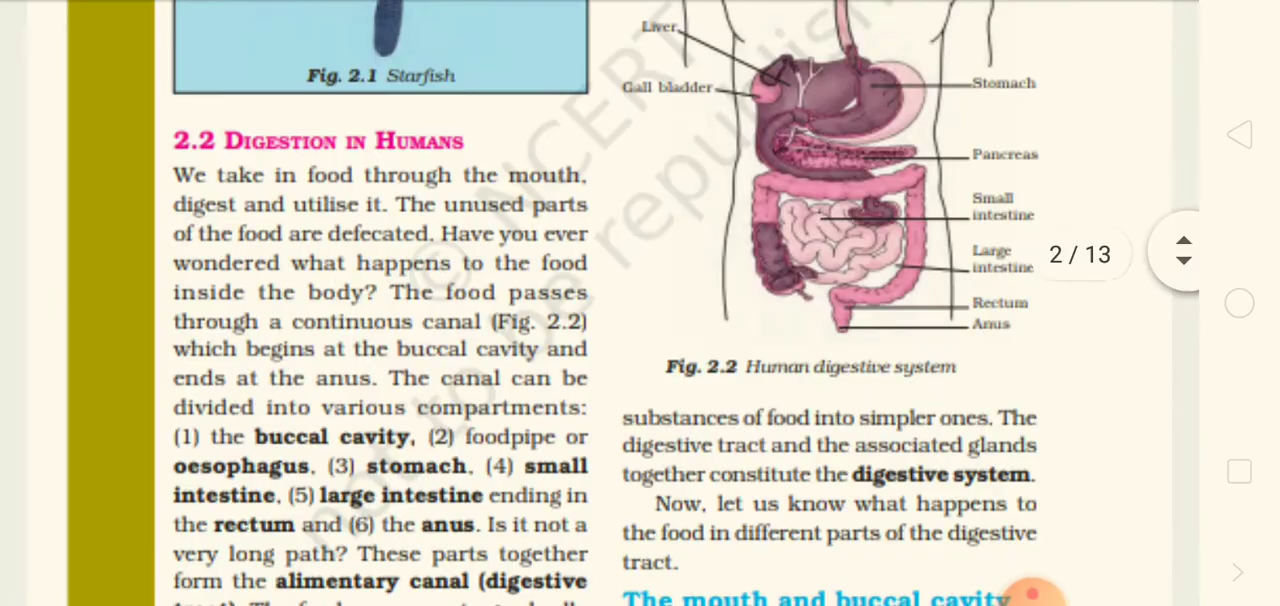 Fig. 2.1 Starfish
2.2 DIGESTION IN HUMANS
We take in food through the mouth,
digest and utilise it. The unused parts
of the food are defecated. Have you ever
wondered what happens to the food
inside the body? The food passes
through a continuous canal (Fig. 2.2)
which begins at the buccal cavity and
ends at the anus. The canal can be
divided into various compartments:
(1) the buccal cavity, (2) foodpipe or
oesophagus, (3) stomach, (4) small
intestine, (5) large intestine ending in
the rectum and (6) the anus. Is it not a
very long path? These parts together
form the alimentary canal (digestive
Liver
Gall bladder
Stomach
Pancreas
Small
intestine
Large
intestine
Rectum
Anus
Fig. 2.2 Human digestive system
substances of food into simpler ones. The
digestive tract and the associated glands
together constitute the digestive system.
Now, let us know what happens to
the food in different parts of the digestive
tract.
The mouth and buccal cavity
2 / 13
© NCERT
not to be republish